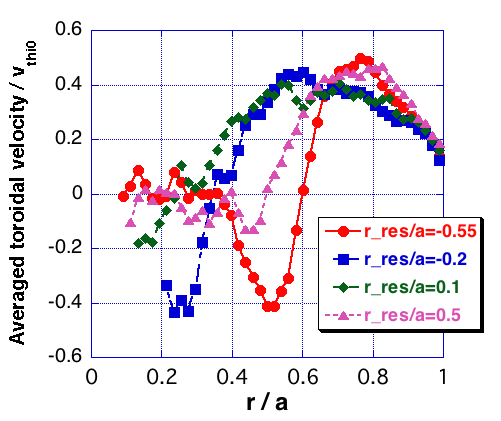 0.6
0.4
0.2
0
-0.2
-0.4
-0.6
Averaged toroidal velocity / v_thi0
r_res/a=-0.55
r_res/a=-0.2
r_res/a=0.1
r_res/a=0.5
0 0.2 0.4 0.6 0.8 1
r / a